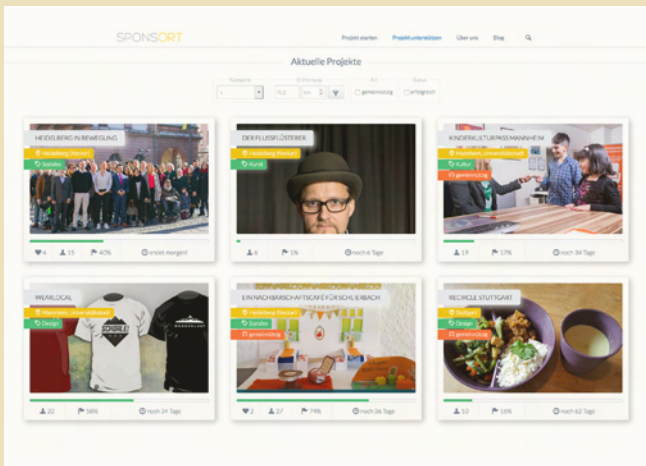 SPONSORT
Projekt starten Projekt unterstützen Über uns Blog
Aktuelle Projekte
Kategorie Entfernung Art Status
km gemeinnützig erfolgreich
HEIDELBERG IN BEWEGUNG
Heidelberg (Neckar)
Soziales
4 15 40% endet morgen!
DER FLUSSFLÜSTERER
Heidelberg (Neckar)
Kunst
6 1% noch 6 Tage
KINDERKULTURPASS MANNHEIM
Mannheim, Universitätsstadt
Kultur
gemeinnützig
19 17% noch 34 Tage
WEARLOCAL
Mannheim, Universitätsstadt
Design
SCHORLE
22 58% noch 34 Tage
EIN NACHBARSCHAFTSCAFÉ FÜR SCHLIERBACH
Heidelberg (Neckar)
Soziales
gemeinnützig
2 27 74% noch 36 Tage
RECIRCLE STUTTGART
Stuttgart
Design
gemeinnützig
10 16% noch 62 Tage